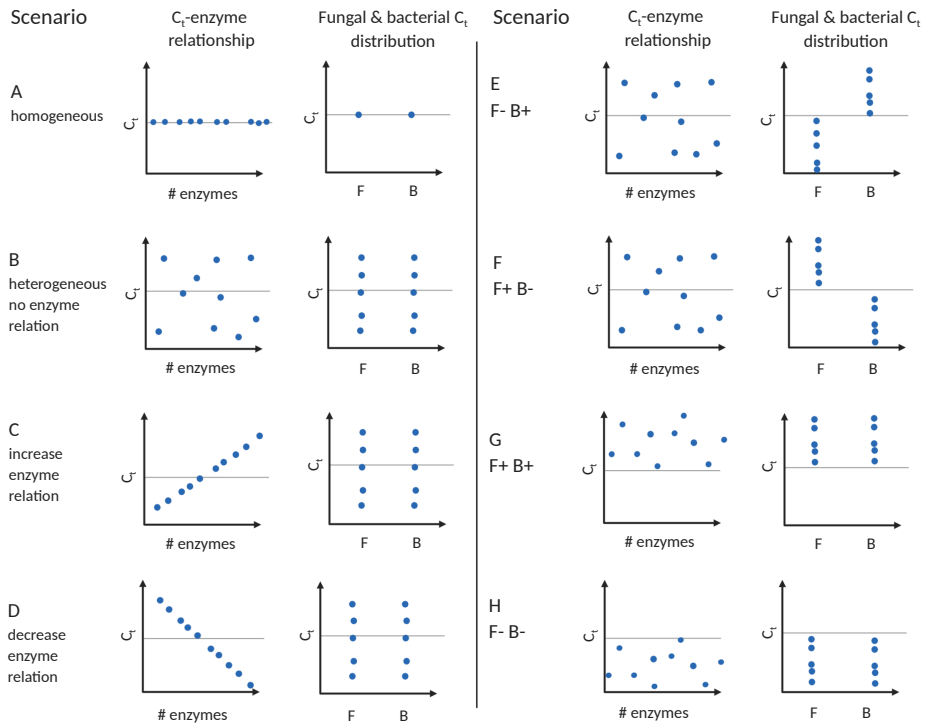 Scenario
Ct-enzyme
relationship
Fungal & bacterial Ct
distribution
A
homogeneous
Ct
# enzymes
Ct
F B
B
heterogeneous
no enzyme
relation
Ct
# enzymes
Ct
F B
C
increase
enzyme
relation
Ct
# enzymes
Ct
F B
D
decrease
enzyme
relation
Ct
# enzymes
Ct
F B
Scenario
Ct-enzyme
relationship
Fungal & bacterial Ct
distribution
E
F- B+
Ct
# enzymes
Ct
F B
F
F+ B-
Ct
# enzymes
Ct
F B
G
F+ B+
Ct
# enzymes
Ct
F B
H
F- B-
Ct
# enzymes
Ct
F B